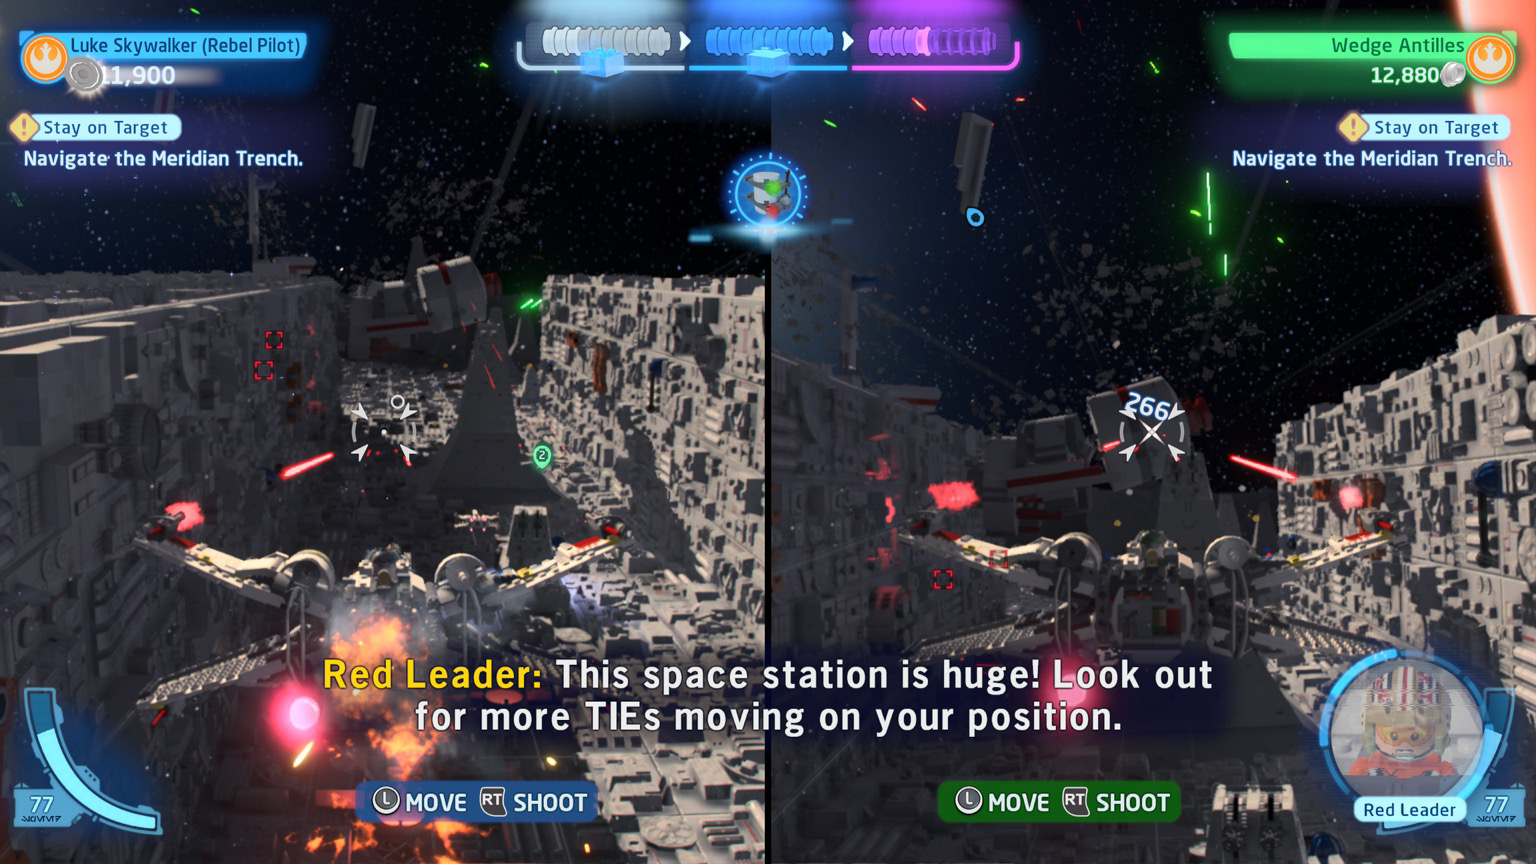 Luke Skywalker (Rebel Pilot)
11,900
Stay on Target
Navigate the Meridian Trench.
Wedge Antilles
12,880
Stay on Target
Navigate the Meridian Trench.
2
266
Red Leader: This space station is huge! Look out
for more TIEs moving on your position.
77
L MOVE RT SHOOT
L MOVE RT SHOOT
Red Leader
77